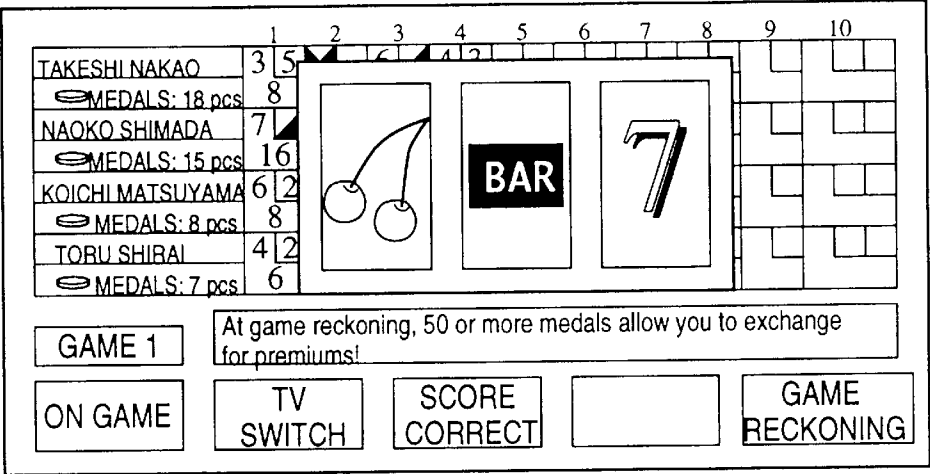 1 2 3 4 5 6 7 8 9 10
TAKESHI NAKAO 3 5 6 4 3
MEDALS: 18 pcs 8
NAOKO SHIMADA 7
MEDALS: 15 pcs 16
KOICHI MATSUYAMA 6 2
MEDALS: 8 pcs 8
TORU SHIRAI 4 2
MEDALS: 7 pcs 6
BAR 7
GAME 1
At game reckoning, 50 or more medals allow you to exchange
for premiums!
ON GAME
TV
SWITCH
SCORE
CORRECT
GAME
RECKONING